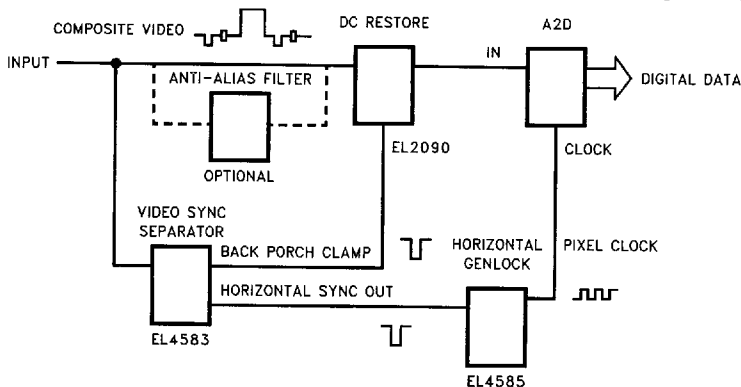 COMPOSITE VIDEO
DC RESTORE
A2D
INPUT
ANTI-ALIAS FILTER
IN
DIGITAL DATA
OPTIONAL
EL2090
CLOCK
VIDEO SYNC
SEPARATOR
BACK PORCH CLAMP
HORIZONTAL
GENLOCK
PIXEL CLOCK
HORIZONTAL SYNC OUT
EL4583
EL4585